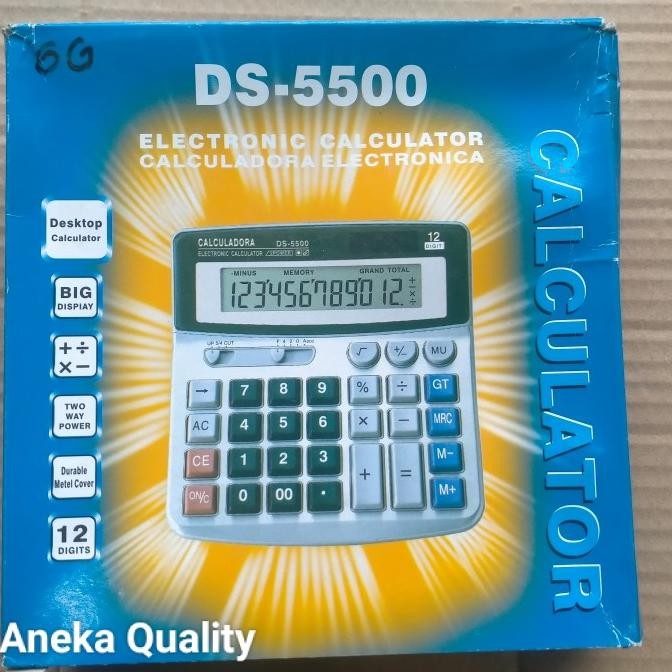 6G
DS-5500
ELECTRONIC CALCULATOR
CALCULADORA ELECTRONICA
CALCULATOR
Desktop
Calculator
BIG
DISPLAY
+ ÷
× −
TWO
WAY
POWER
Durable
Metel Cover
12
DIGITS
CALCULADORA DS-5500
ELECTRONIC CALCULATOR
12
DIGIT
-MINUS MEMORY GRAND TOTAL
123456789012.
+
−
×
÷
UP 5/4 CUT F 4 2 0 ADD2
√ +/− MU
→ 7 8 9 % ÷ GT
AC 4 5 6 × − MRC
CE 1 2 3 + = M−
ON/C 0 00 · M+
Aneka Quality